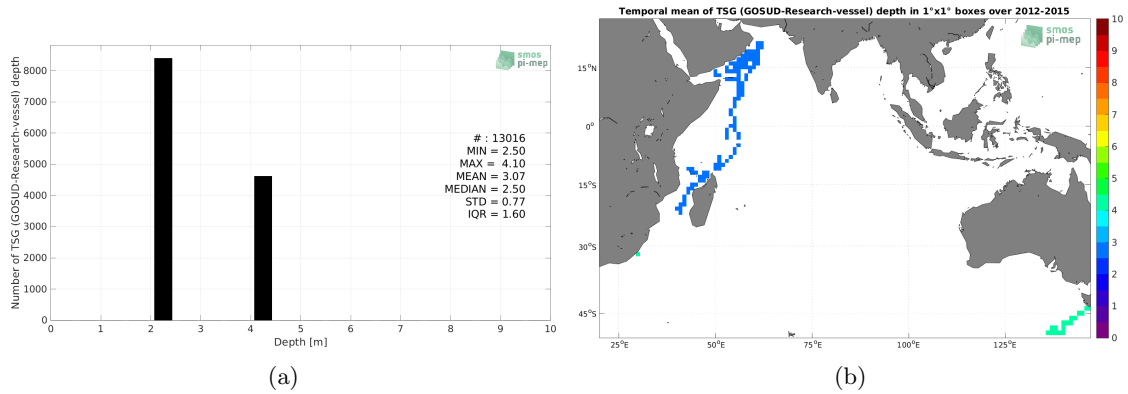 smos
pi-mep
Number of TSG (GOSUD-Research-vessel) depth
8000
7000
6000
5000
4000
3000
2000
1000
0
# : 13016
MIN = 2.50
MAX = 4.10
MEAN = 3.07
MEDIAN = 2.50
STD = 0.77
IQR = 1.60
0 1 2 3 4 5 6 7 8 9 10
Depth [m]
(a)
Temporal mean of TSG (GOSUD-Research-vessel) depth in 1°x1° boxes over 2012-2015
smos
pi-mep
15°N
0°
15°S
30°S
45°S
25°E 50°E 75°E 100°E 125°E
10
9
8
7
6
5
4
3
2
1
0
(b)